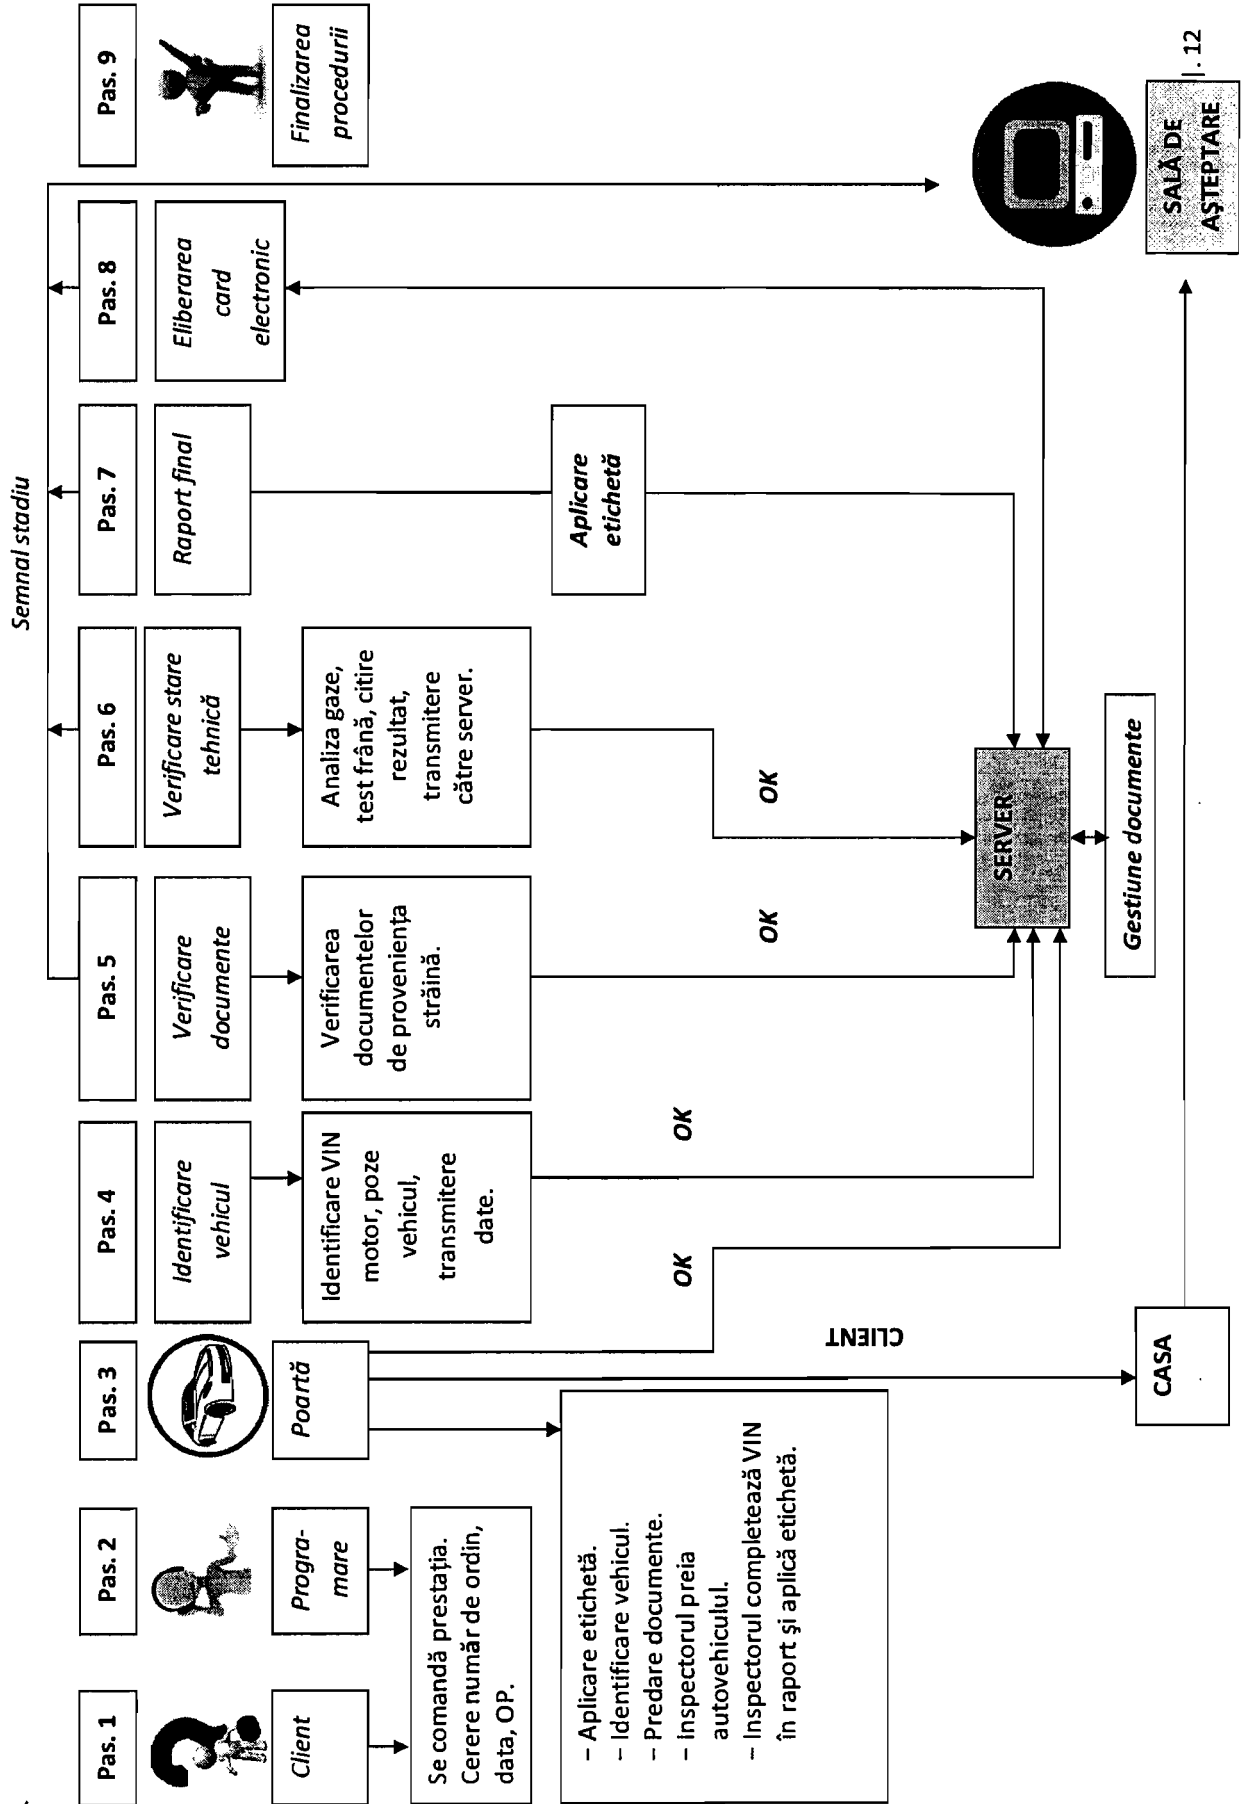 Semnal stadiu
Pas. 1
Pas. 2
Pas. 3
Pas. 4
Pas. 5
Pas. 6
Pas. 7
Pas. 8
Pas. 9
Client
Progra-
mare
Poartă
Identificare
vehicul
Verificare
documente
Verificare stare
tehnică
Raport final
Eliberarea
card
electronic
Finalizarea
procedurii
Se comandă prestația.
Cerere număr de ordin,
data, OP.
Identificare VIN
motor, poze
vehicul,
transmitere
date.
Verificarea
documentelor
de proveniența
străină.
Analiza gaze,
test frână, citire
rezultat,
transmitere
către server.
Aplicare
etichetă
– Aplicare etichetă.
– Identificare vehicul.
– Predare documente.
– Inspectorul preia
autovehiculul.
– Inspectorul completează VIN
în raport și aplică etichetă.
OK
OK
OK
OK
CLIENT
SERVER
Gestiune documente
CASA
SALĂ DE
AȘTEPTARE
. 12